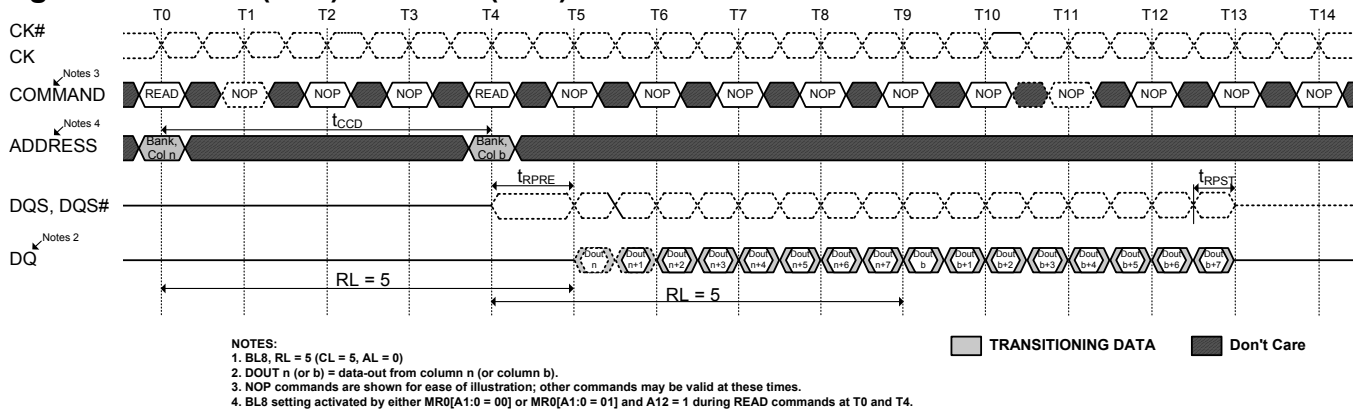 T0 T1 T2 T3 T4 T5 T6 T7 T8 T9 T10 T11 T12 T13 T14
CK#
CK
Notes 3
COMMAND READ NOP NOP NOP READ NOP NOP NOP NOP NOP NOP NOP NOP NOP NOP
tCCD
Notes 4
ADDRESS Bank, Col n Bank, Col b
tRPRE tRPST
DQS, DQS#
Notes 2
DQ Dout n Dout n+1 Dout n+2 Dout n+3 Dout n+4 Dout n+5 Dout n+6 Dout n+7 Dout b Dout b+1 Dout b+2 Dout b+3 Dout b+4 Dout b+5 Dout b+6 Dout b+7
RL = 5 RL = 5
TRANSITIONING DATA Don't Care
NOTES:
1. BL8, RL = 5 (CL = 5, AL = 0)
2. DOUT n (or b) = data-out from column n (or column b).
3. NOP commands are shown for ease of illustration; other commands may be valid at these times.
4. BL8 setting activated by either MR0[A1:0 = 00] or MR0[A1:0 = 01] and A12 = 1 during READ commands at T0 and T4.